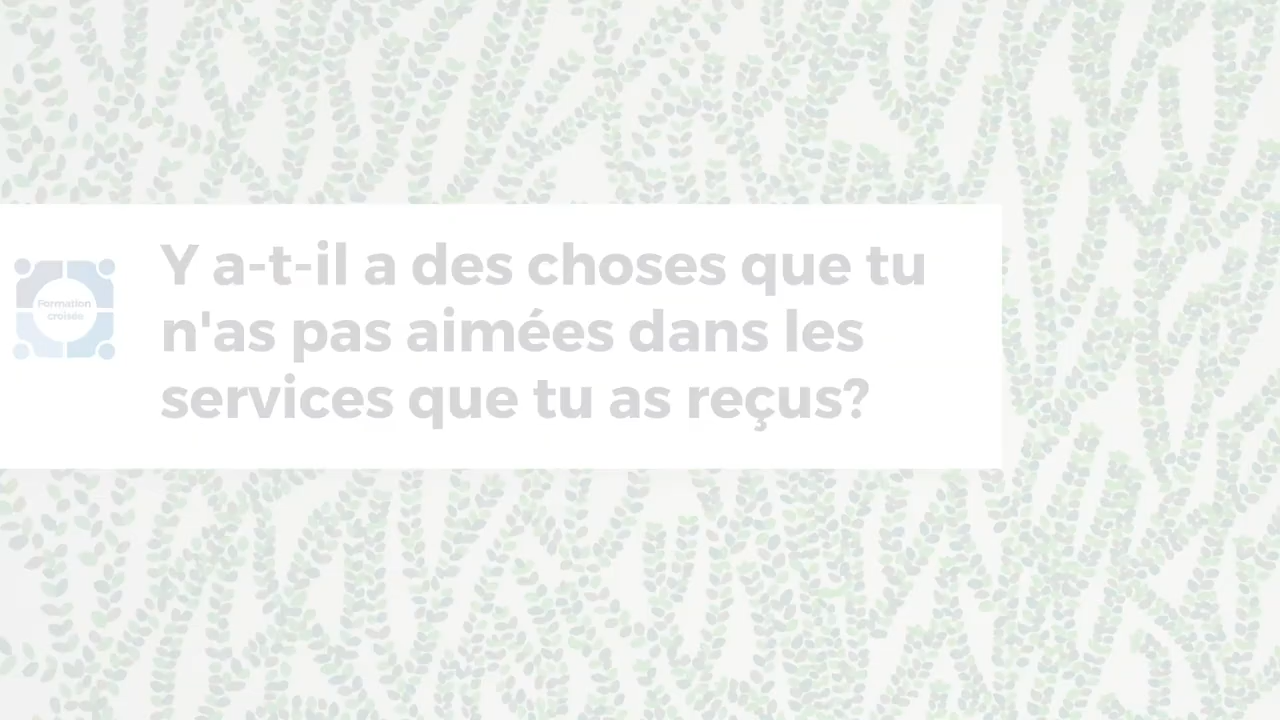 Formation
croisée
Y a-t-il a des choses que tu
n'as pas aimées dans les
services que tu as reçus?